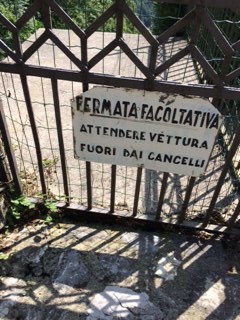 FERMATA FACOLTATIVA
ATTENDERE VETTURA
FUORI DAI CANCELLI